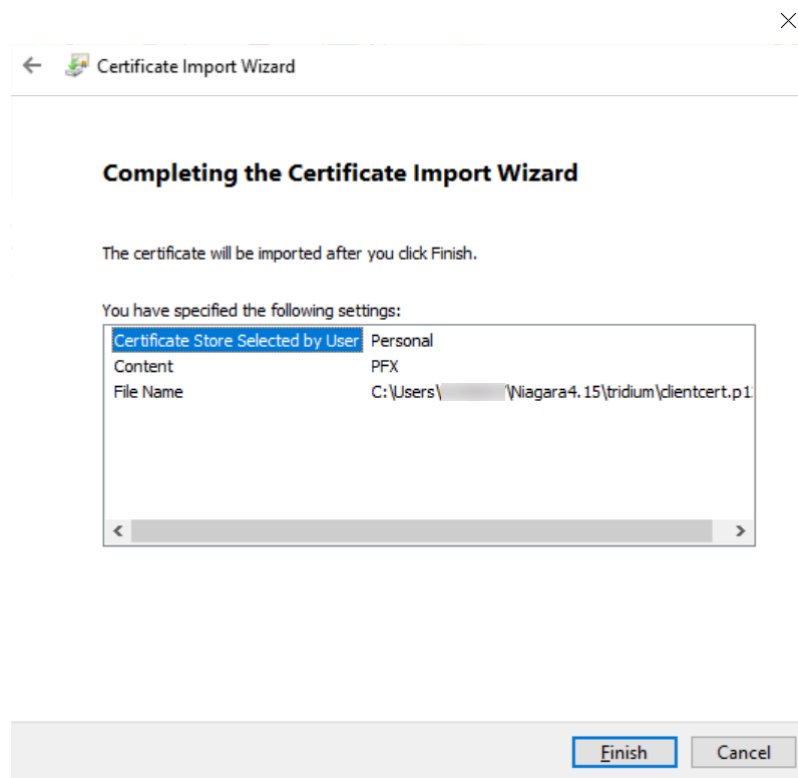 Certificate Import Wizard
Completing the Certificate Import Wizard
The certificate will be imported after you click Finish.
You have specified the following settings:
Certificate Store Selected by User Personal
Content PFX
File Name C:\Users\ \Niagara4.15\tridium\clientcert.p1
Finish Cancel